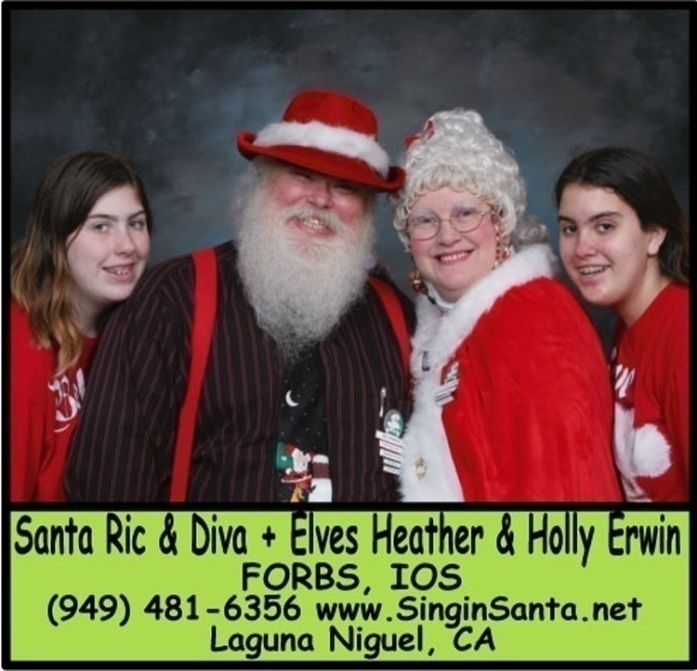 Santa Ric & Diva + Elves Heather & Holly Erwin
FORBS, IOS
(949) 481-6356 www.SinginSanta.net
Laguna Niguel, CA